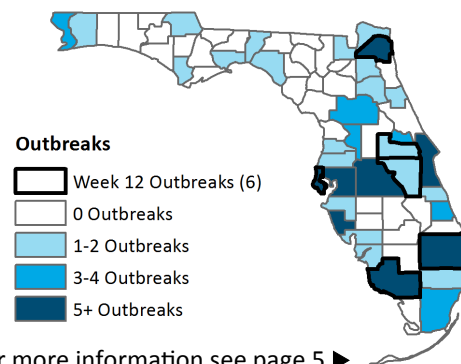 Outbreaks
Week 12 Outbreaks (6)
0 Outbreaks
1-2 Outbreaks
3-4 Outbreaks
5+ Outbreaks
more information see page 5 ▶